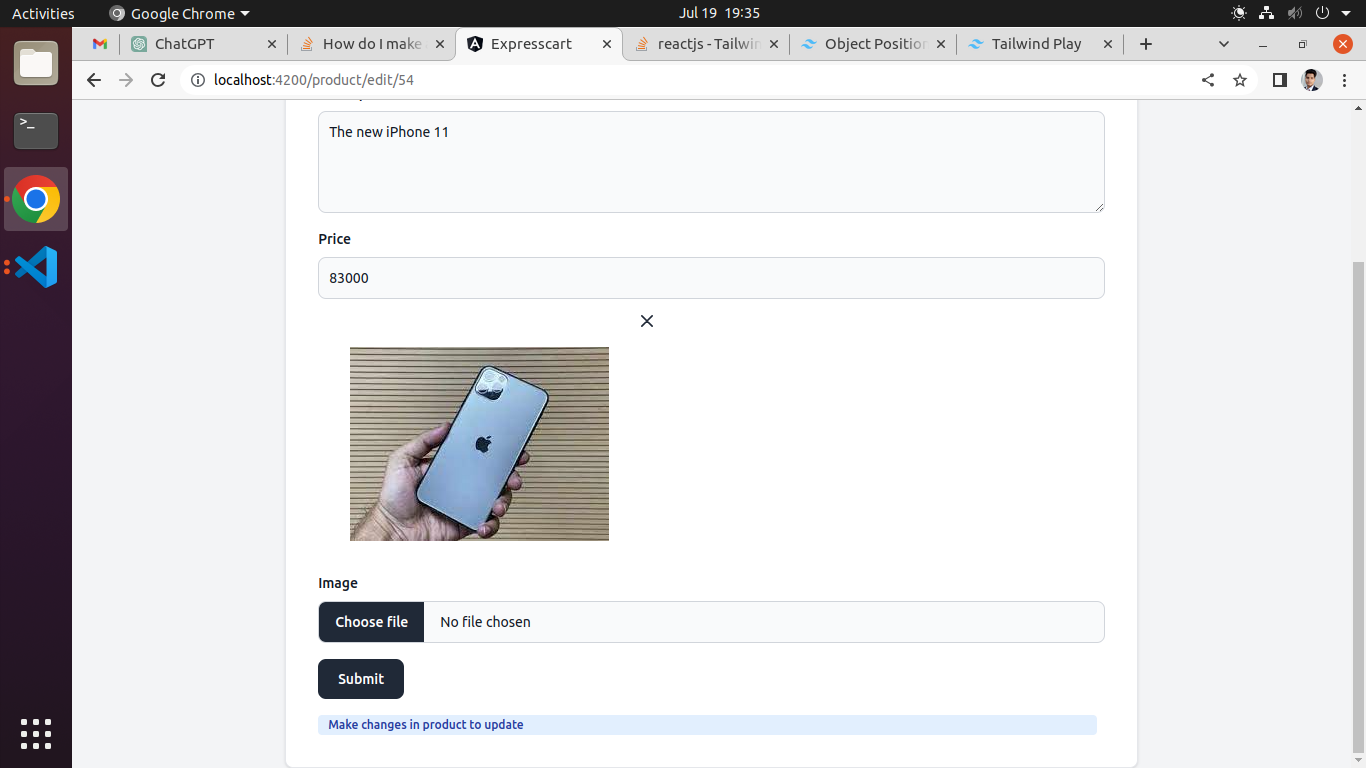 Activities
Google Chrome
Jul 19 19:35
ChatGPT
How do I make
Expresscart
reactjs - Tailwin
Object Position
Tailwind Play
localhost:4200/product/edit/54
The new iPhone 11
Price
83000
Image
Choose file
No file chosen
Submit
Make changes in product to update